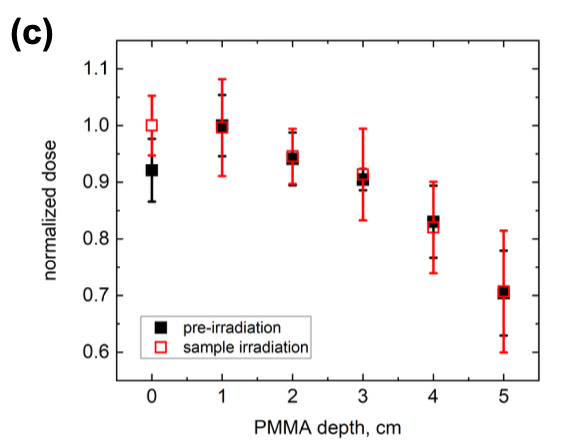 (c)
normalized dose
1.1
1.0
0.9
0.8
0.7
0.6
pre-irradiation
sample irradiation
0 1 2 3 4 5
PMMA depth, cm